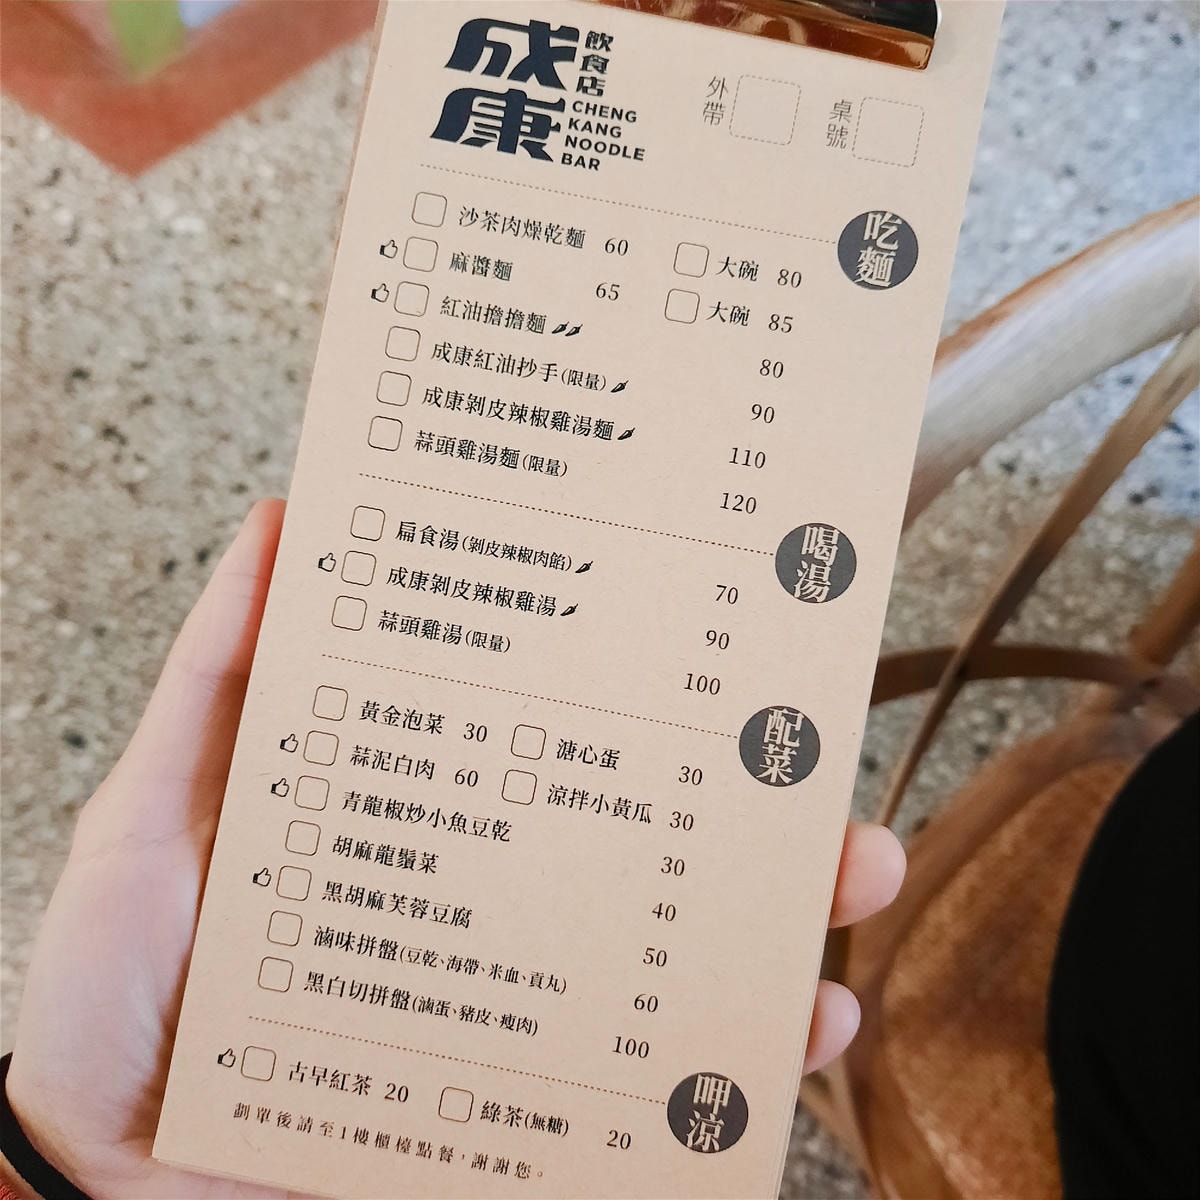 成康
飲食店
CHENG
KANG
NOODLE
BAR
外帶
桌號
吃麵
沙茶肉燥乾麵 60 大碗 80
麻醬麵 65 大碗 85
紅油擔擔麵 80
成康紅油抄手(限量) 90
成康剝皮辣椒雞湯麵 110
蒜頭雞湯麵(限量) 120
喝湯
扁食湯(剝皮辣椒肉餡) 70
成康剝皮辣椒雞湯 90
蒜頭雞湯(限量) 100
配菜
黃金泡菜 30 溏心蛋 30
蒜泥白肉 60 涼拌小黃瓜 30
青龍椒炒小魚豆乾 30
胡麻龍鬚菜 40
黑胡麻芙蓉豆腐 50
滷味拼盤(豆乾、海帶、米血、貢丸) 60
黑白切拼盤(滷蛋、豬皮、瘦肉) 100
呷涼
古早紅茶 20 綠茶(無糖) 20
劃單後請至1樓櫃檯點餐，謝謝您。